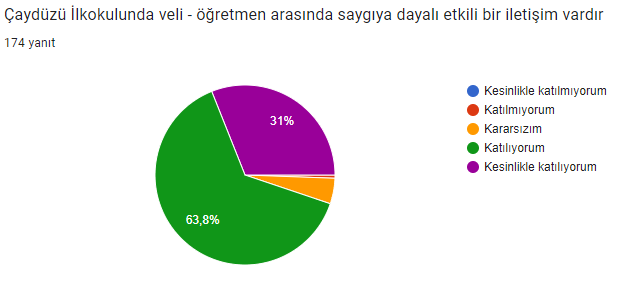 Çaydüzü İlkokulunda veli - öğretmen arasında saygıya dayalı etkili bir iletişim vardır
174 yanıt
Kesinlikle katılmıyorum
Katılmıyorum
Kararsızım
Katılıyorum
Kesinlikle katılıyorum
31%
63,8%